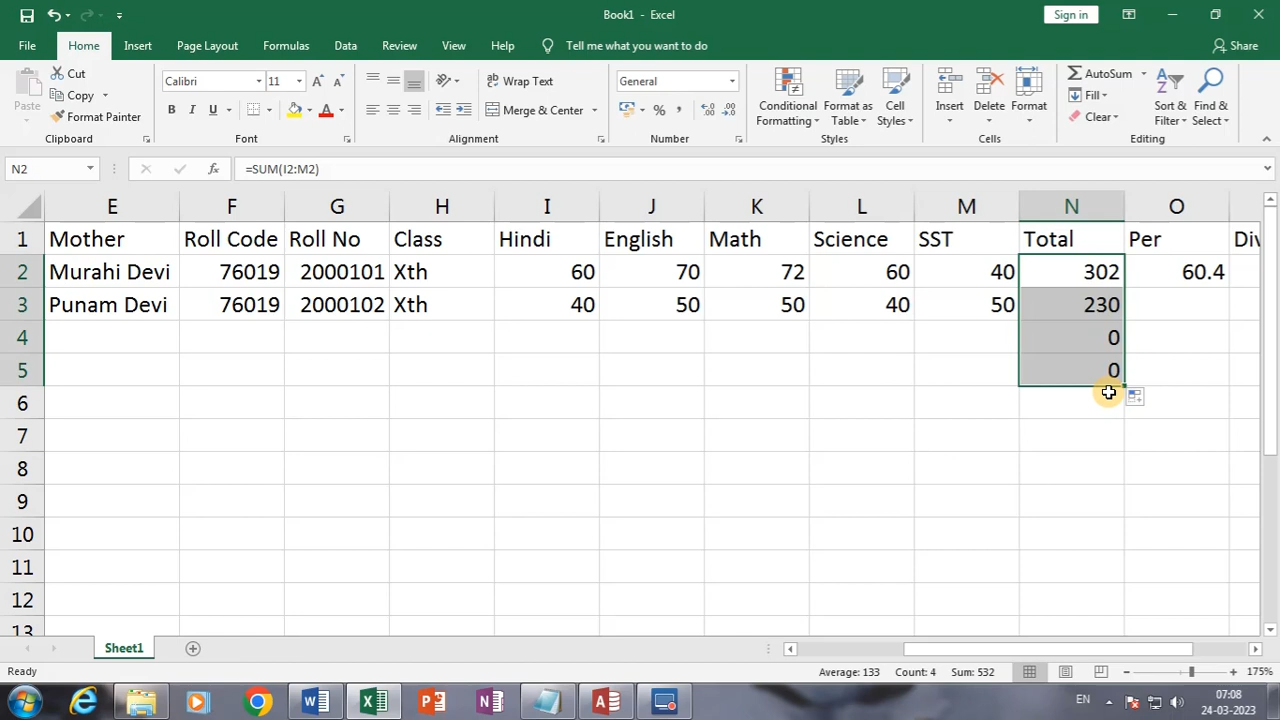 Book1 - Excel
Sign in
File Home Insert Page Layout Formulas Data Review View Help Tell me what you want to do Share
Paste
Cut
Copy
Format Painter
Clipboard
Calibri 11
B I U
Font
Wrap Text
Merge & Center
Alignment
General
Number
Conditional Formatting
Format as Table
Cell Styles
Styles
Insert Delete Format
Cells
AutoSum
Fill
Clear
Sort & Filter
Find & Select
Editing
N2 fx =SUM(I2:M2)
E F G H I J K L M N O
1 Mother Roll Code Roll No Class Hindi English Math Science SST Total Per Div
2 Murahi Devi 76019 2000101 Xth 60 70 72 60 40 302 60.4
3 Punam Devi 76019 2000102 Xth 40 50 50 40 50 230
4 0
5 0
6
7
8
9
10
11
12
13
Sheet1
Ready Average: 133 Count: 4 Sum: 532 175%
EN 07:08
24-03-2023